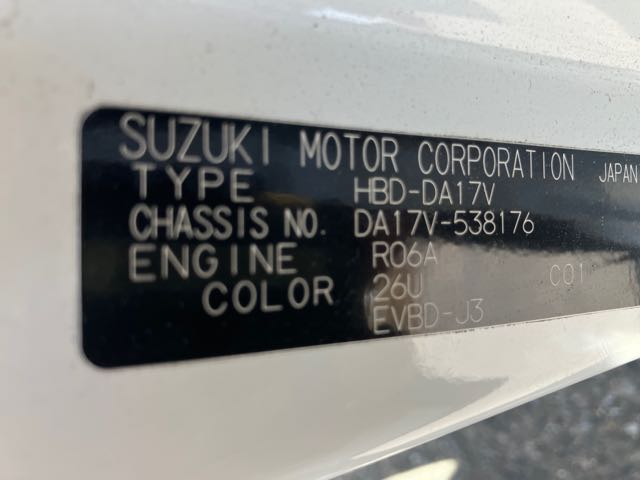 SUZUKI MOTOR CORPORATION JAPAN
TYPE HBD-DA17V
CHASSIS NO. DA17V-538176
ENGINE R06A
COLOR 26U C01
EVBD-J3